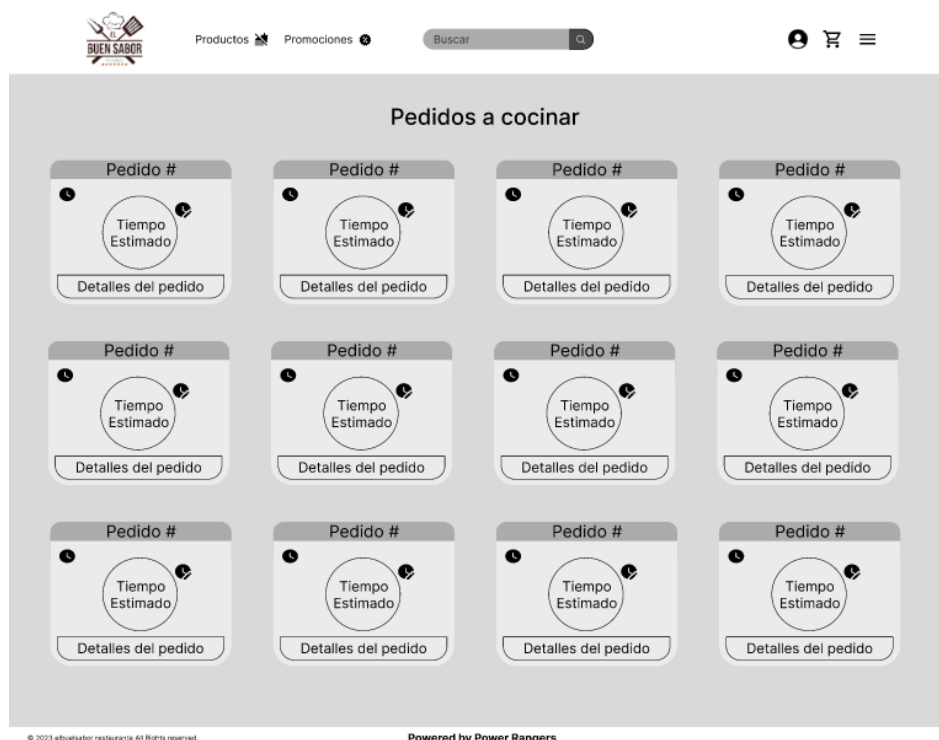 EL
BUEN SABOR
Productos Promociones Buscar
Pedidos a cocinar
Pedido # Pedido # Pedido # Pedido #
Tiempo Estimado Tiempo Estimado Tiempo Estimado Tiempo Estimado
Detalles del pedido Detalles del pedido Detalles del pedido Detalles del pedido
Pedido # Pedido # Pedido # Pedido #
Tiempo Estimado Tiempo Estimado Tiempo Estimado Tiempo Estimado
Detalles del pedido Detalles del pedido Detalles del pedido Detalles del pedido
Pedido # Pedido # Pedido # Pedido #
Tiempo Estimado Tiempo Estimado Tiempo Estimado Tiempo Estimado
Detalles del pedido Detalles del pedido Detalles del pedido Detalles del pedido
© 2023 elbuelsabor restaurante All Rights reserved. Powered by Power Rangers